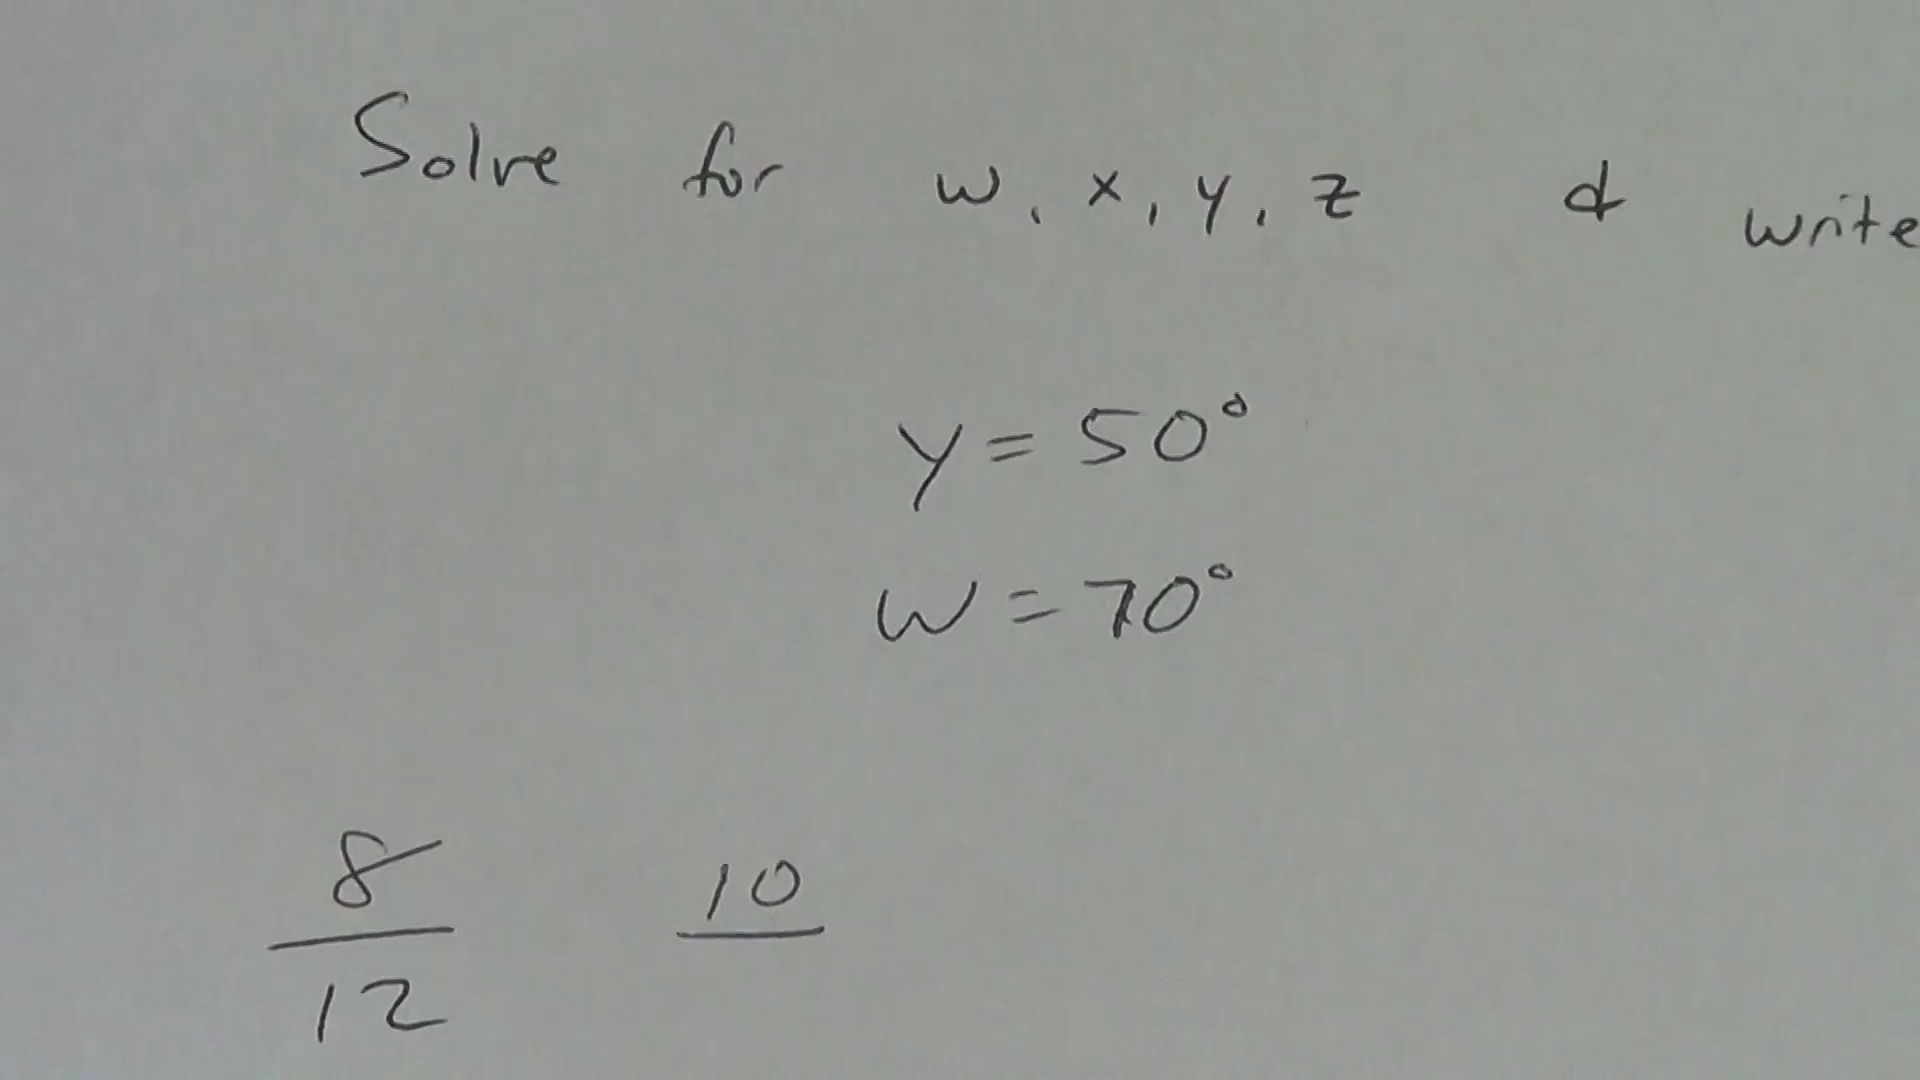 Solve for w, x, y, z & write
y = 50°
w = 70°
8 10
12